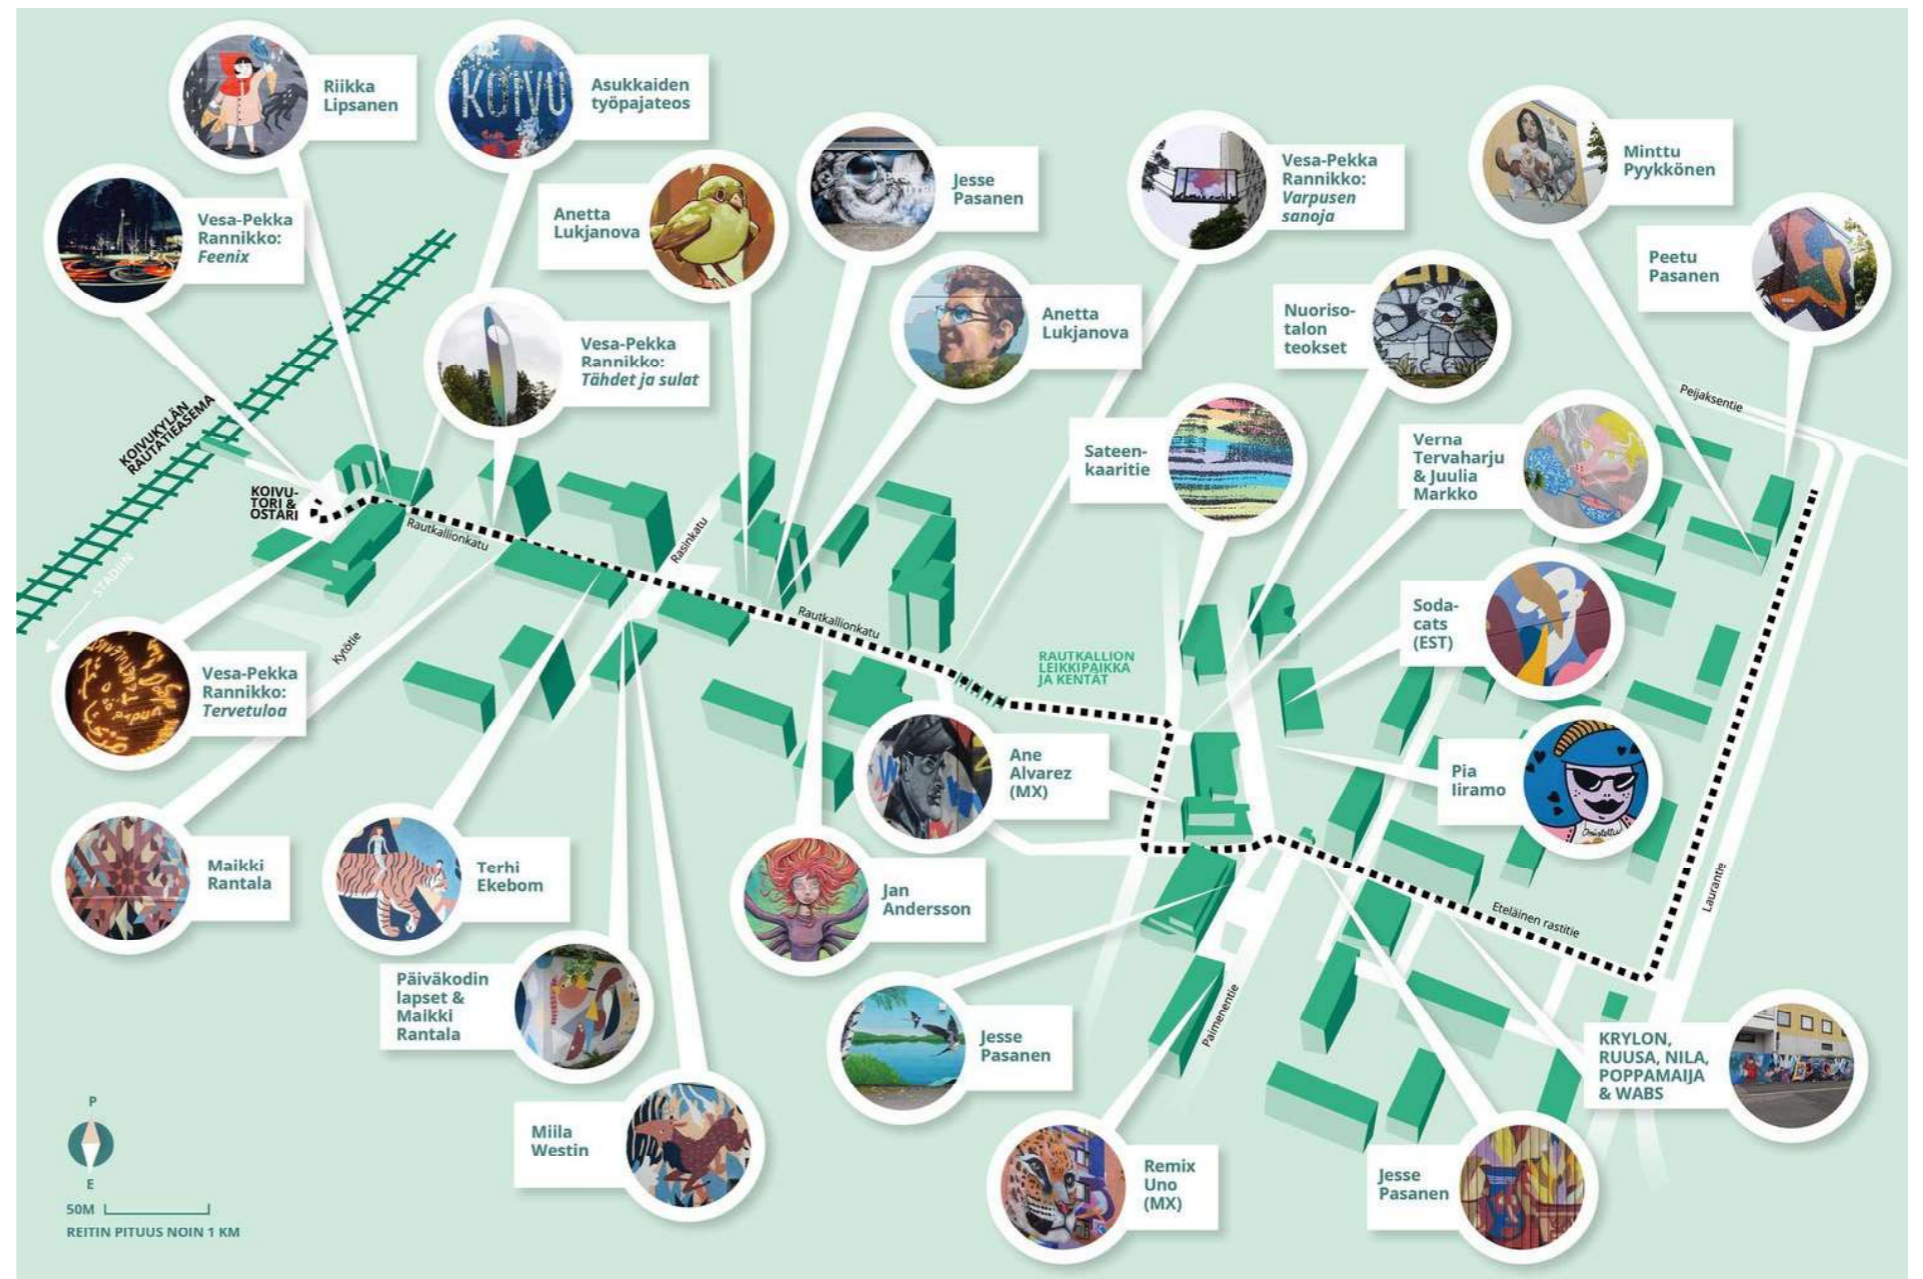 Riikka
Lipsanen
KOIVU
Asukkaiden
työpajateos
Vesa-Pekka
Rannikko:
Feenix
Anetta
Lukjanova
Jesse
Pasanen
Vesa-Pekka
Rannikko:
Varpusen
sanoja
Minttu
Pyykkönen
Peetu
Pasanen
Vesa-Pekka
Rannikko:
Tähdet ja sulat
Anetta
Lukjanova
Nuoriso-
talon
teokset
Peijaksentie
KOIVUKYLÄN
RAUTATIEASEMA
KOIVU-
TORI &
OSTARI
Rautkallionkatu
Rasinkatu
Sateen-
kaaritie
Verna
Tervaharju
& Juulia
Markko
STADIIN
Kytötie
Rautkallionkatu
RAUTKALLION
LEIKKIPAIKKA
JA KENTÄT
Soda-
cats
(EST)
Vesa-Pekka
Rannikko:
Tervetuloa
Ane
Alvarez
(MX)
Pia
Iiramo
Maikki
Rantala
Terhi
Ekebom
Jan
Andersson
Eteläinen rastitie
Laurantie
Päiväkodin
lapset &
Maikki
Rantala
Jesse
Pasanen
Paimenentie
KRYLON,
RUUSA, NILA,
POPPAMAIJA
& WABS
Miila
Westin
Remix
Uno
(MX)
Jesse
Pasanen
P
E
50M
REITIN PITUUS NOIN 1 KM